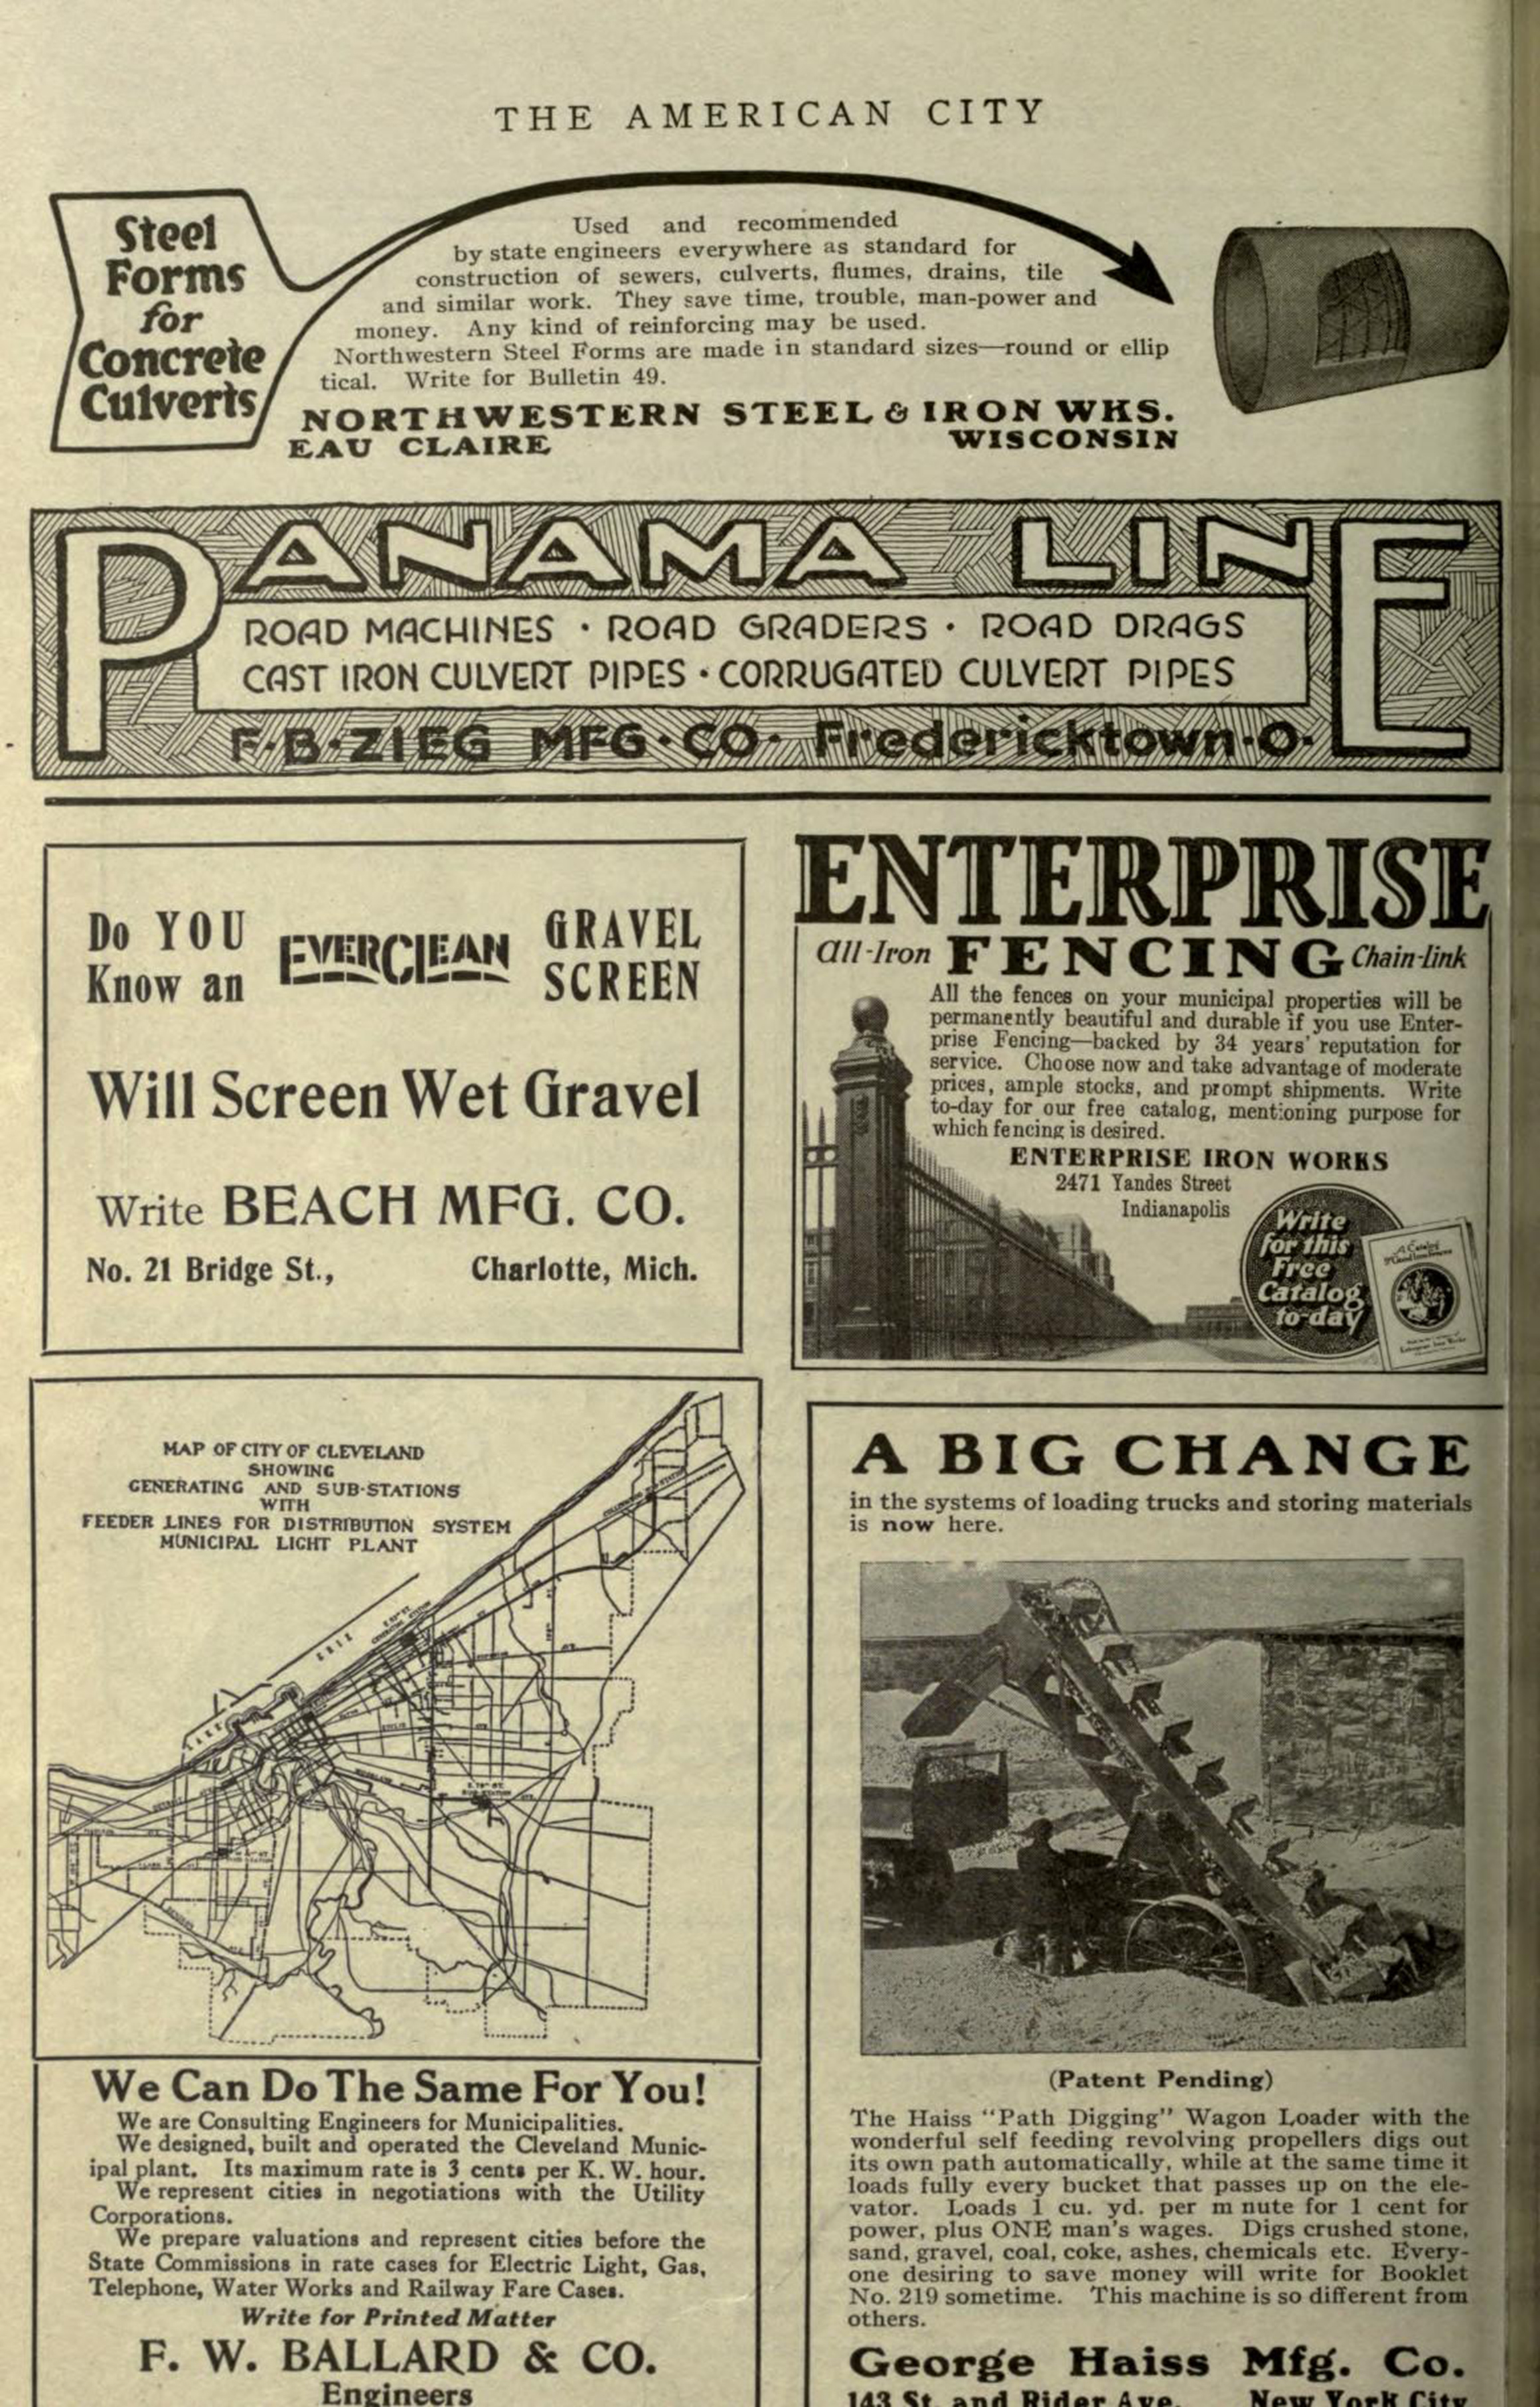 THE AMERICAN CITY
Steel
Forms
for
Concrete
Culverts
Used and recommended
by state engineers everywhere as standard for
construction of sewers, culverts, flumes, drains, tile
and similar work. They save time, trouble, man-power and
money. Any kind of reinforcing may be used.
Northwestern Steel Forms are made in standard sizes—round or ellip
tical. Write for Bulletin 49.
NORTHWESTERN STEEL & IRON WKS.
EAU CLAIRE WISCONSIN
PANAMA LINE
ROAD MACHINES · ROAD GRADERS · ROAD DRAGS
CAST IRON CULVERT PIPES · CORRUGATED CULVERT PIPES
F·B·ZIEG MFG·CO· Fredericktown·O·
Do YOU
Know an
EVERCLEAN
GRAVEL
SCREEN
Will Screen Wet Gravel
Write BEACH MFG. CO.
No. 21 Bridge St., Charlotte, Mich.
ENTERPRISE
All-Iron FENCING Chain-link
All the fences on your municipal properties will be
permanently beautiful and durable if you use Enter-
prise Fencing—backed by 34 years' reputation for
service. Choose now and take advantage of moderate
prices, ample stocks, and prompt shipments. Write
to-day for our free catalog, mentioning purpose for
which fencing is desired.
ENTERPRISE IRON WORKS
2471 Yandes Street
Indianapolis
Write
for this
Free
Catalog
to-day
MAP OF CITY OF CLEVELAND
SHOWING
GENERATING AND SUB-STATIONS
WITH
FEEDER LINES FOR DISTRIBUTION SYSTEM
MUNICIPAL LIGHT PLANT
LAKE ERIE
We Can Do The Same For You!
We are Consulting Engineers for Municipalities.
We designed, built and operated the Cleveland Munic-
ipal plant. Its maximum rate is 3 cents per K. W. hour.
We represent cities in negotiations with the Utility
Corporations.
We prepare valuations and represent cities before the
State Commissions in rate cases for Electric Light, Gas,
Telephone, Water Works and Railway Fare Cases.
Write for Printed Matter
F. W. BALLARD & CO.
Engineers
A BIG CHANGE
in the systems of loading trucks and storing materials
is now here.
(Patent Pending)
The Haiss "Path Digging" Wagon Loader with the
wonderful self feeding revolving propellers digs out
its own path automatically, while at the same time it
loads fully every bucket that passes up on the ele-
vator. Loads 1 cu. yd. per m nute for 1 cent for
power, plus ONE man's wages. Digs crushed stone,
sand, gravel, coal, coke, ashes, chemicals etc. Every-
one desiring to save money will write for Booklet
No. 219 sometime. This machine is so different from
others.
George Haiss Mfg. Co.
143 St. and Rider Ave. New York City